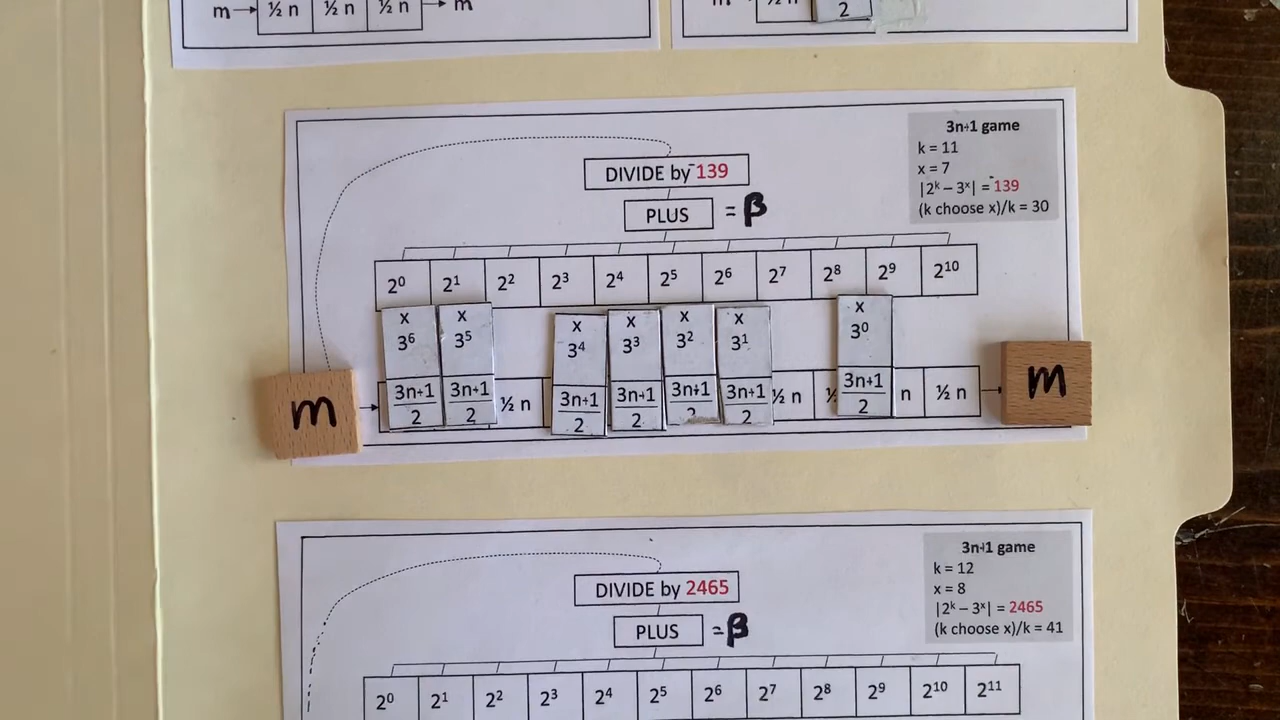 m→ ½ n ½ n ½ n → m
½ n 2
3n+1 game
k = 11
x = 7
|2ᵏ – 3ˣ| = ¯139
(k choose x)/k = 30
DIVIDE by ¯139
PLUS = β
2⁰ 2¹ 2² 2³ 2⁴ 2⁵ 2⁶ 2⁷ 2⁸ 2⁹ 2¹⁰
x x x x x x x
3⁶ 3⁵ 3⁴ 3³ 3² 3¹ 3⁰
m 3n+1 3n+1 ½ n 3n+1 3n+1 3n+1 3n+1 ½ n 3n+1 n ½ n m
2 2 2 2 2 2 2
3n+1 game
k = 12
x = 8
|2ᵏ – 3ˣ| = 2465
(k choose x)/k = 41
DIVIDE by 2465
PLUS = β
2⁰ 2¹ 2² 2³ 2⁴ 2⁵ 2⁶ 2⁷ 2⁸ 2⁹ 2¹⁰ 2¹¹